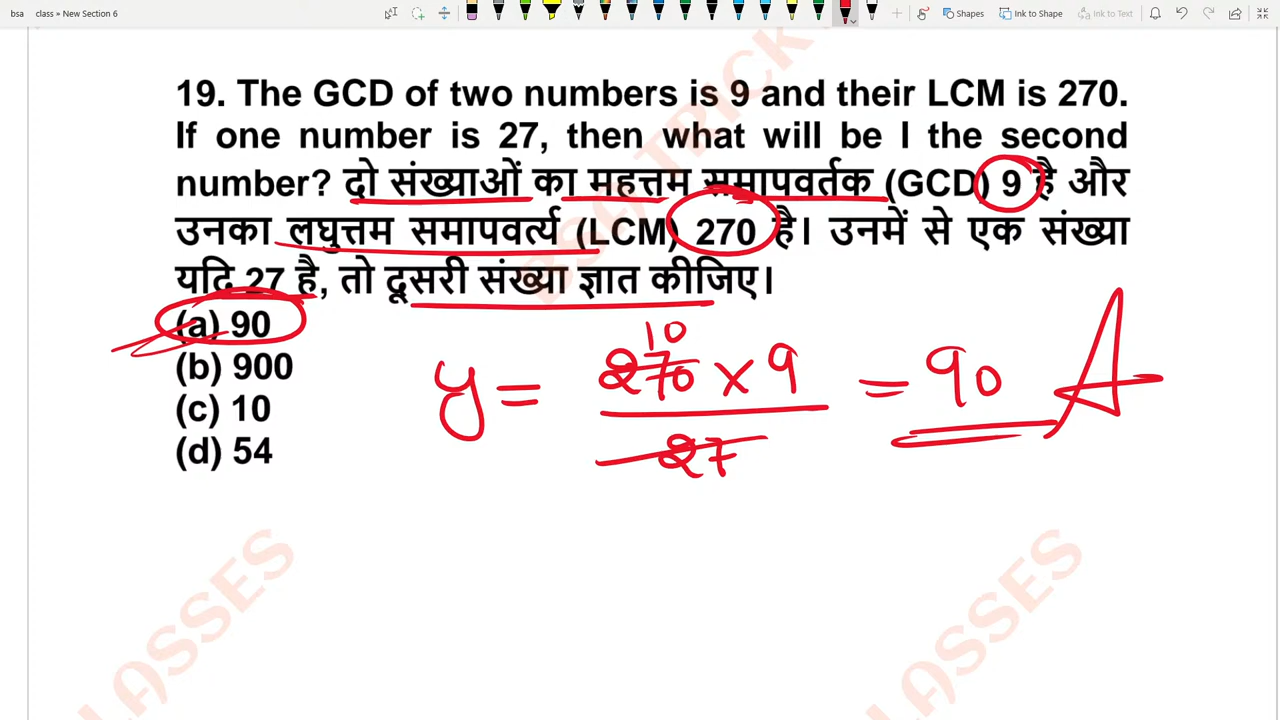 bsa class » New Section 6
Shapes Ink to Shape Ink to Text
19. The GCD of two numbers is 9 and their LCM is 270.
If one number is 27, then what will be I the second
number? दो संख्याओं का महत्तम समापवर्तक (GCD) 9 है और
उनका लघुत्तम समापवर्त्य (LCM) 270 है। उनमें से एक संख्या
यदि 27 है, तो दूसरी संख्या ज्ञात कीजिए।
(a) 90
(b) 900
(c) 10
(d) 54
10
y = 270 × 9 = 90 A
27
LASSES
LASSES